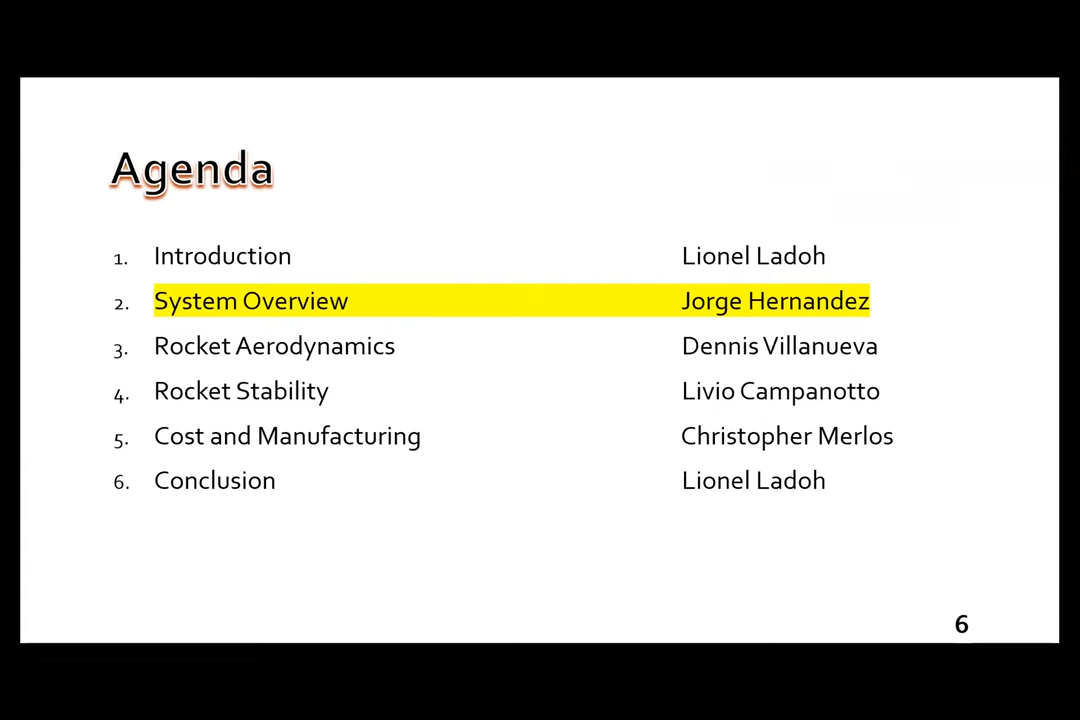 Agenda
1. Introduction Lionel Ladoh
2. System Overview Jorge Hernandez
3. Rocket Aerodynamics Dennis Villanueva
4. Rocket Stability Livio Campanotto
5. Cost and Manufacturing Christopher Merlos
6. Conclusion Lionel Ladoh
6